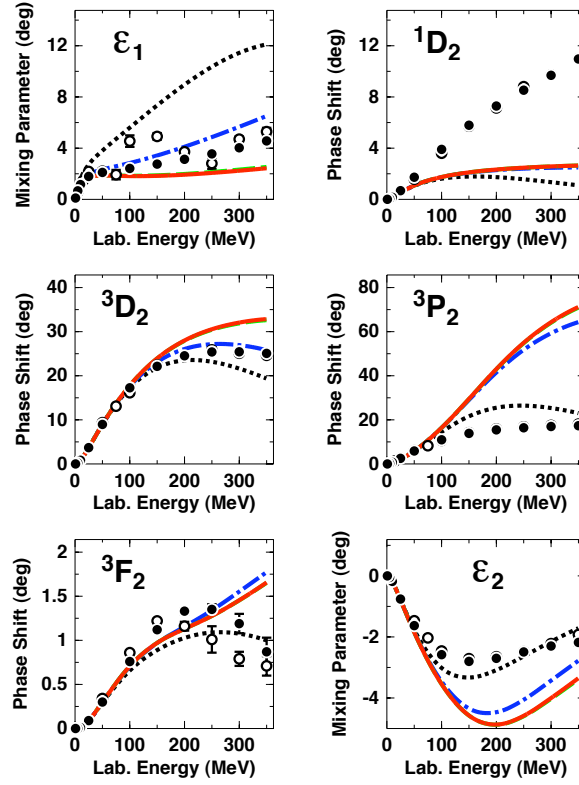 ε₁
Mixing Parameter (deg)
12
8
4
0
0 100 200 300
Lab. Energy (MeV)
¹D₂
Phase Shift (deg)
12
8
4
0
0 100 200 300
Lab. Energy (MeV)
³D₂
Phase Shift (deg)
40
30
20
10
0
0 100 200 300
Lab. Energy (MeV)
³P₂
Phase Shift (deg)
80
60
40
20
0
0 100 200 300
Lab. Energy (MeV)
³F₂
Phase Shift (deg)
2
1.5
1
0.5
0
0 100 200 300
Lab. Energy (MeV)
ε₂
Mixing Parameter (deg)
0
-2
-4
0 100 200 300
Lab. Energy (MeV)